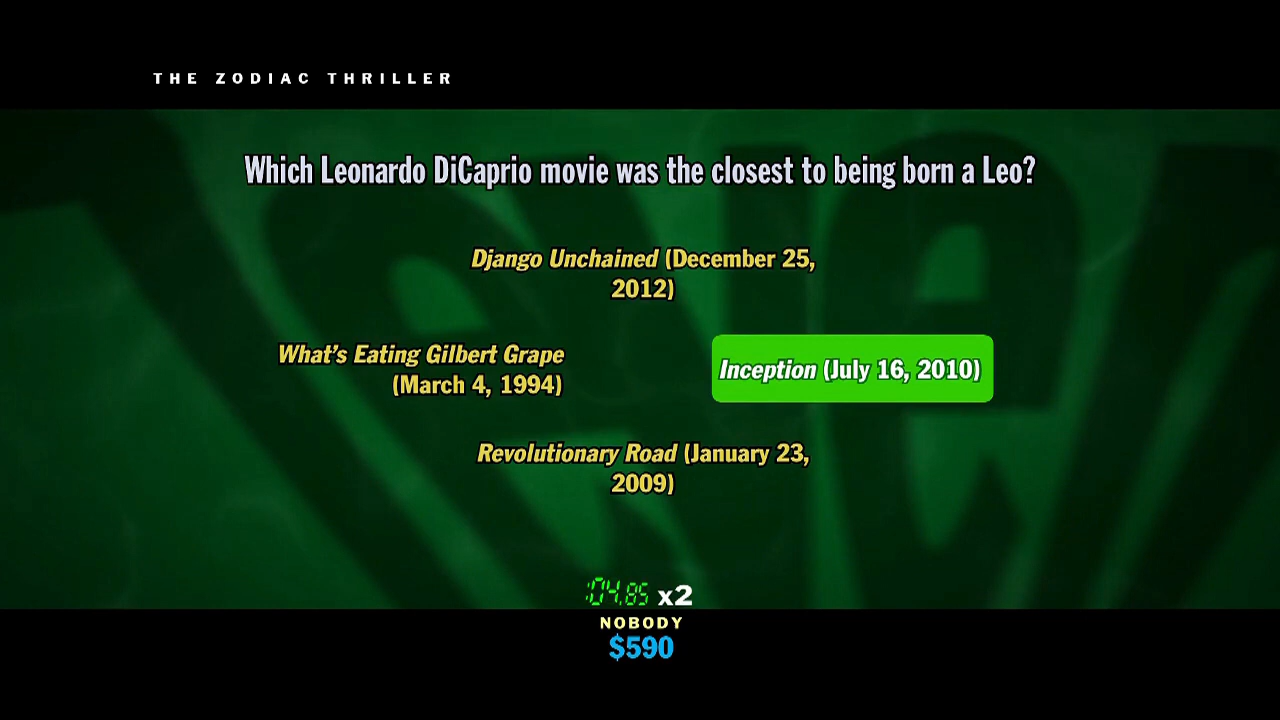 THE ZODIAC THRILLER
Which Leonardo DiCaprio movie was the closest to being born a Leo?
Django Unchained (December 25,
2012)
What's Eating Gilbert Grape
(March 4, 1994)
Inception (July 16, 2010)
Revolutionary Road (January 23,
2009)
:04.85 x2
NOBODY
$590